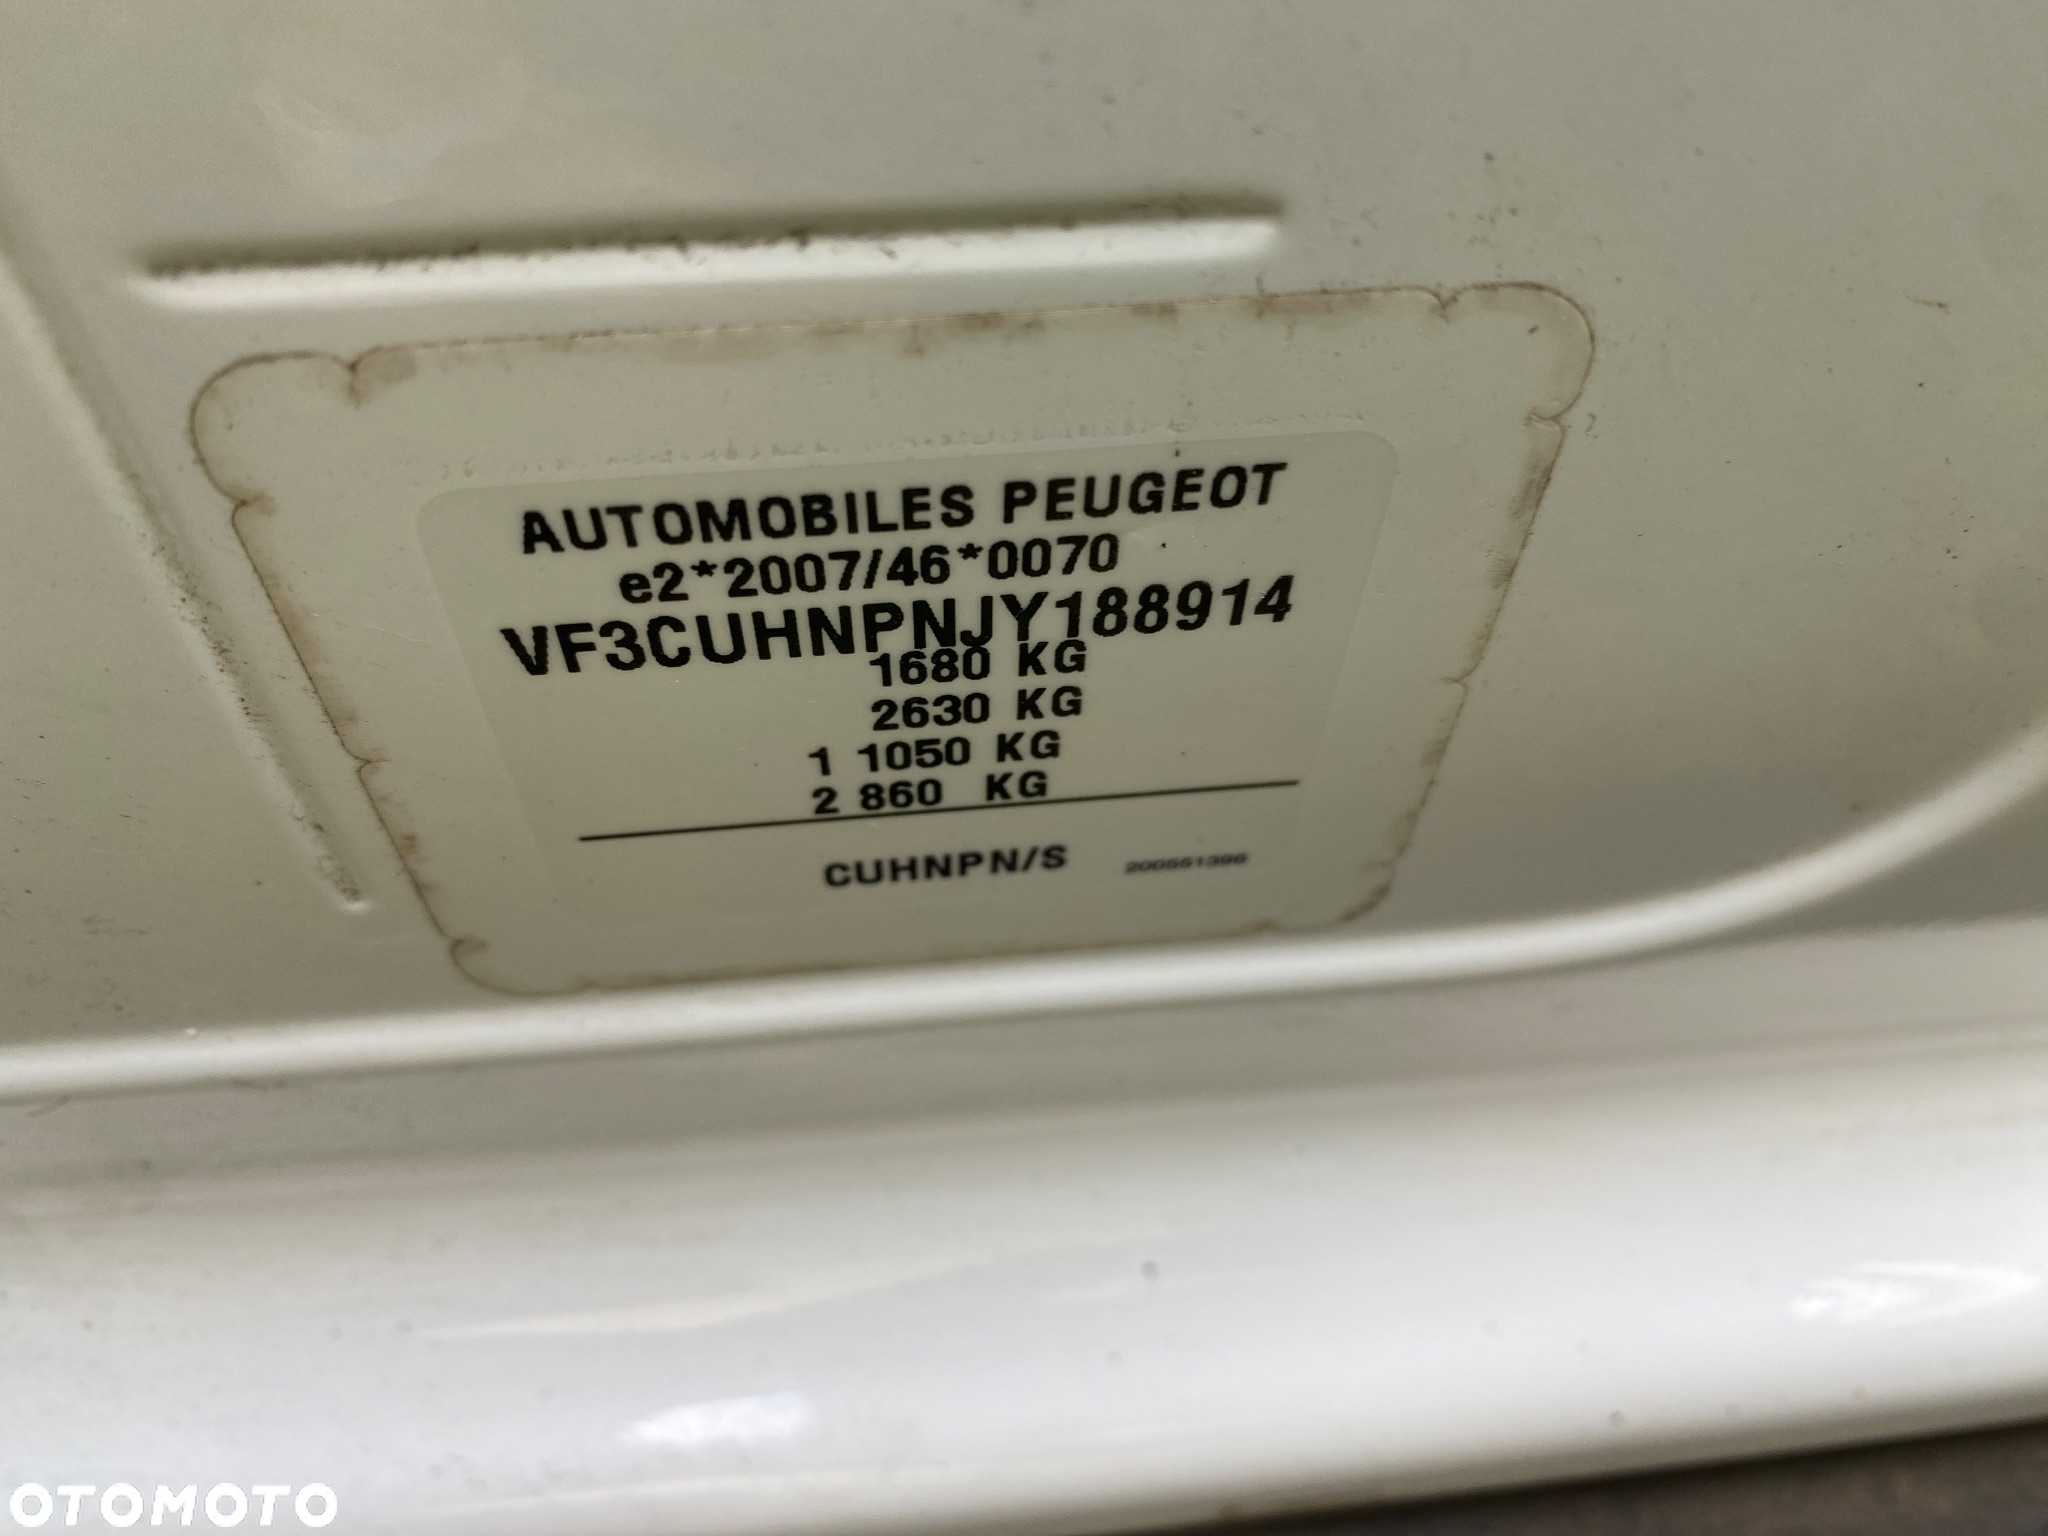 AUTOMOBILES PEUGEOT
e2*2007/46*0070
VF3CUHNPNJY188914
1680 KG
2630 KG
1 1050 KG
2 860 KG
CUHNPN/S 200551396
OTOMOTO